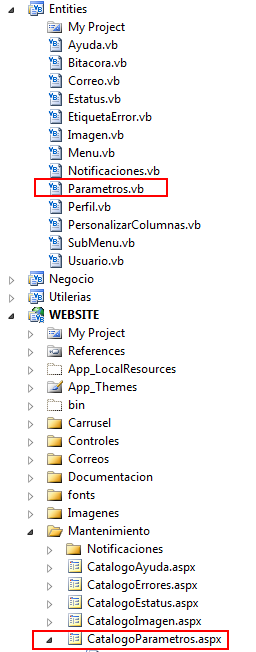 Entities
My Project
Ayuda.vb
Bitacora.vb
Correo.vb
Estatus.vb
EtiquetaError.vb
Imagen.vb
Menu.vb
Notificaciones.vb
Parametros.vb
Perfil.vb
PersonalizarColumnas.vb
SubMenu.vb
Usuario.vb
Negocio
Utilerias
WEBSITE
My Project
References
App_LocalResources
App_Themes
bin
Carrusel
Controles
Correos
Documentacion
fonts
Imagenes
Mantenimiento
Notificaciones
CatalogoAyuda.aspx
CatalogoErrores.aspx
CatalogoEstatus.aspx
CatalogoImagen.aspx
CatalogoParametros.aspx